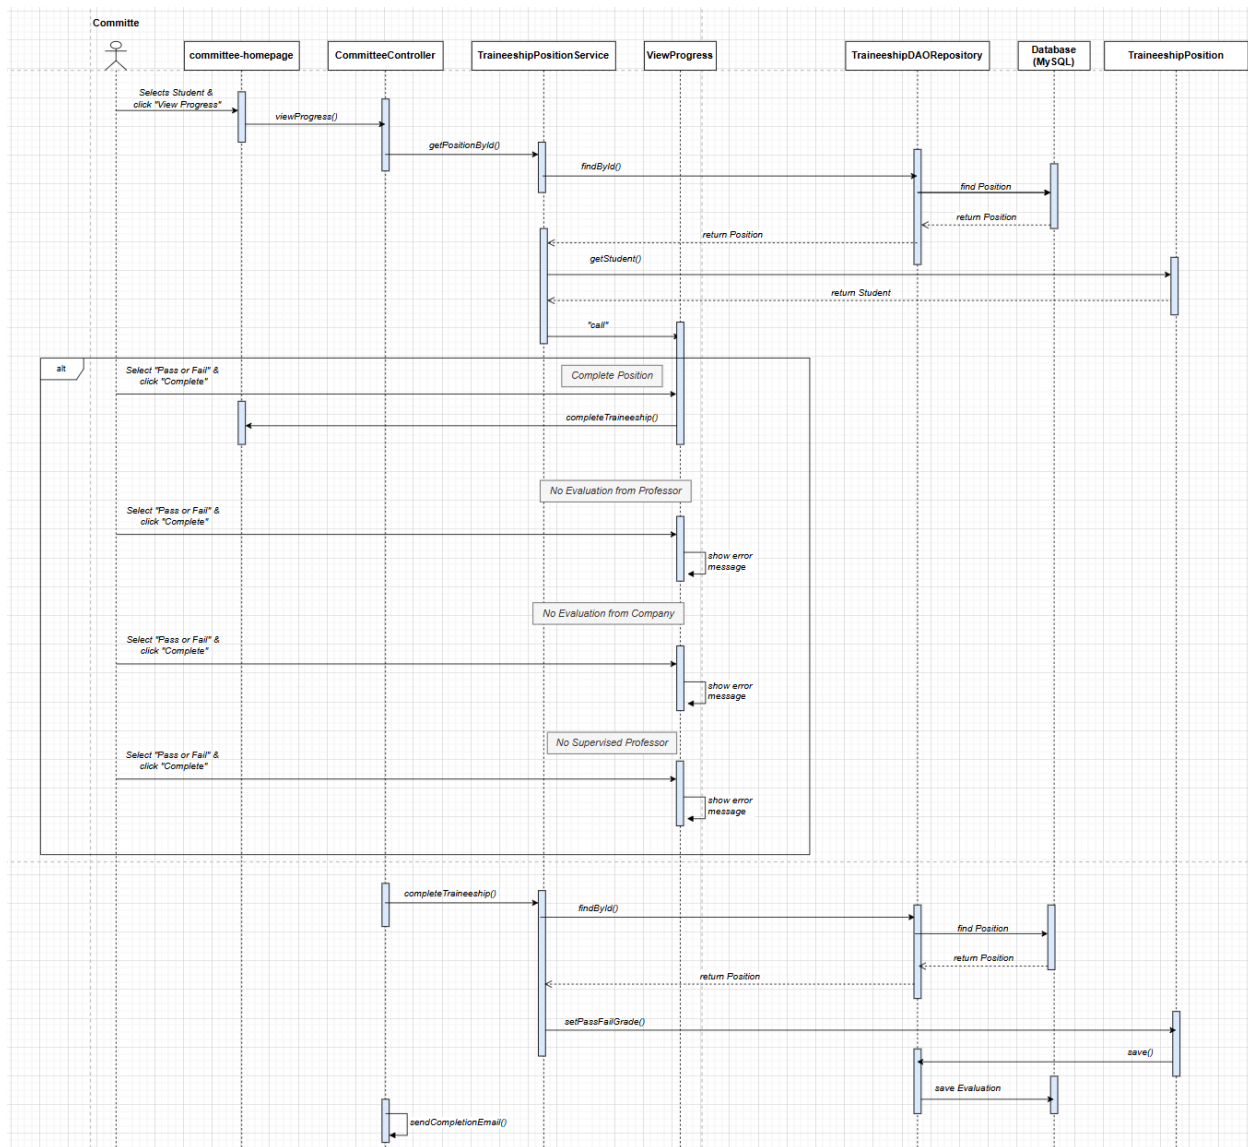 Committe
committee-homepage
CommitteeController
TraineeshipPositionService
ViewProgress
TraineeshipDAORepository
Database
(MySQL)
TraineeshipPosition
Selects Student &
click "View Progress"
viewProgress()
getPositionById()
findById()
find Position
return Position
return Position
getStudent()
return Student
"call"
alt
Select "Pass or Fail" &
click "Complete"
Complete Position
completeTraineeship()
No Evaluation from Professor
Select "Pass or Fail" &
click "Complete"
show error
message
No Evaluation from Company
Select "Pass or Fail" &
click "Complete"
show error
message
No Supervised Professor
Select "Pass or Fail" &
click "Complete"
show error
message
completeTraineeship()
findById()
find Position
return Position
return Position
setPassFailGrade()
save()
save Evaluation
sendCompletionEmail()